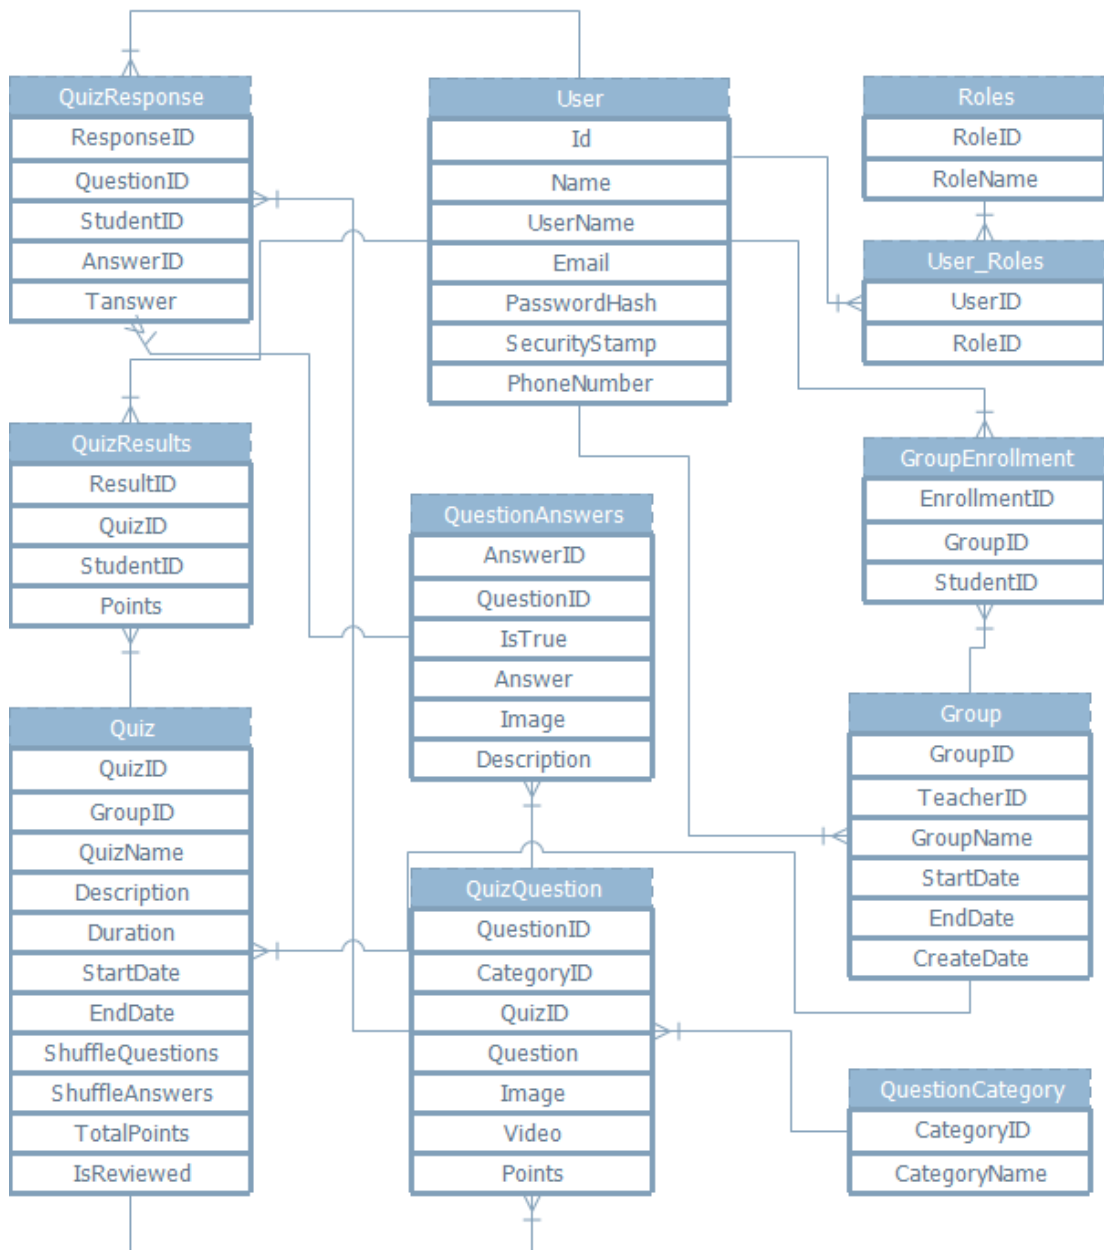 QuizResponse
ResponseID
QuestionID
StudentID
AnswerID
Tanswer
User
Id
Name
UserName
Email
PasswordHash
SecurityStamp
PhoneNumber
Roles
RoleID
RoleName
User_Roles
UserID
RoleID
QuizResults
ResultID
QuizID
StudentID
Points
QuestionAnswers
AnswerID
QuestionID
IsTrue
Answer
Image
Description
GroupEnrollment
EnrollmentID
GroupID
StudentID
Quiz
QuizID
GroupID
QuizName
Description
Duration
StartDate
EndDate
ShuffleQuestions
ShuffleAnswers
TotalPoints
IsReviewed
QuizQuestion
QuestionID
CategoryID
QuizID
Question
Image
Video
Points
Group
GroupID
TeacherID
GroupName
StartDate
EndDate
CreateDate
QuestionCategory
CategoryID
CategoryName